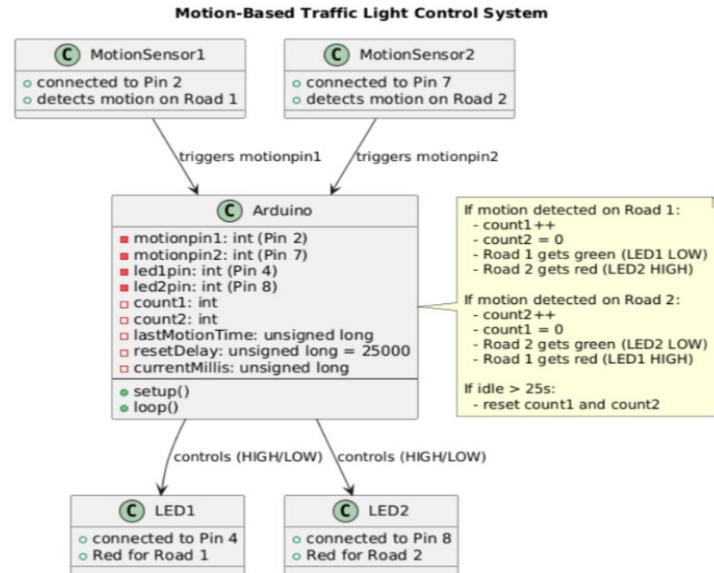 Motion-Based Traffic Light Control System
C MotionSensor1
connected to Pin 2
detects motion on Road 1
C MotionSensor2
connected to Pin 7
detects motion on Road 2
triggers motionpin1
triggers motionpin2
C Arduino
motionpin1: int (Pin 2)
motionpin2: int (Pin 7)
led1pin: int (Pin 4)
led2pin: int (Pin 8)
count1: int
count2: int
lastMotionTime: unsigned long
resetDelay: unsigned long = 25000
currentMillis: unsigned long
setup()
loop()
If motion detected on Road 1:
- count1++
- count2 = 0
- Road 1 gets green (LED1 LOW)
- Road 2 gets red (LED2 HIGH)
If motion detected on Road 2:
- count2++
- count1 = 0
- Road 2 gets green (LED2 LOW)
- Road 1 gets red (LED1 HIGH)
If idle > 25s:
- reset count1 and count2
controls (HIGH/LOW)
controls (HIGH/LOW)
C LED1
connected to Pin 4
Red for Road 1
C LED2
connected to Pin 8
Red for Road 2